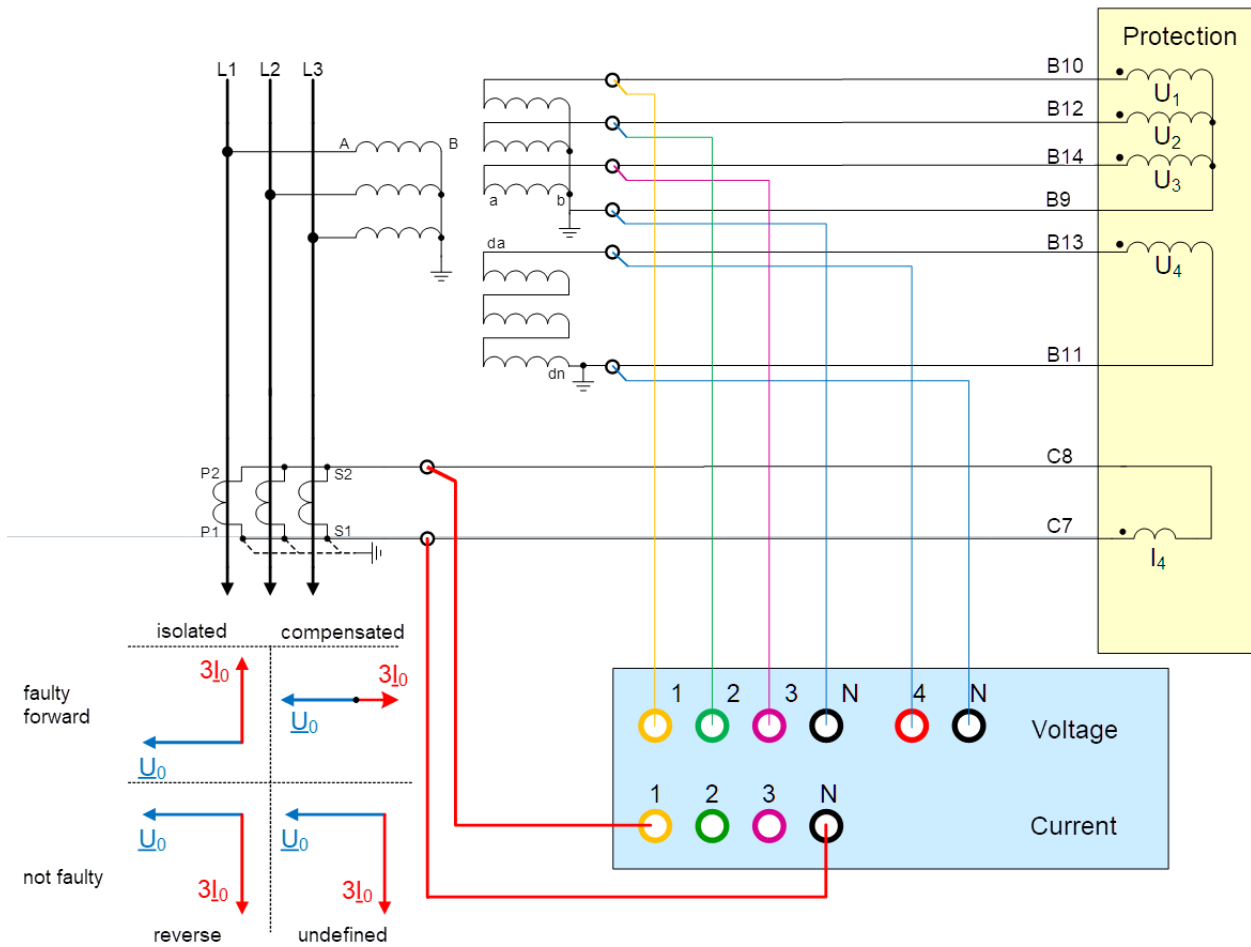 Protection
L1 L2 L3
B10
U1
B12
U2
A B
B14
U3
a b
B9
da
B13
U4
dn
B11
P2 S2
C8
P1 S1
C7
I4
isolated compensated
faulty
forward
3I0
U0
3I0
U0
not faulty
U0
3I0
U0
3I0
reverse undefined
1 2 3 N 4 N
Voltage
1 2 3 N
Current